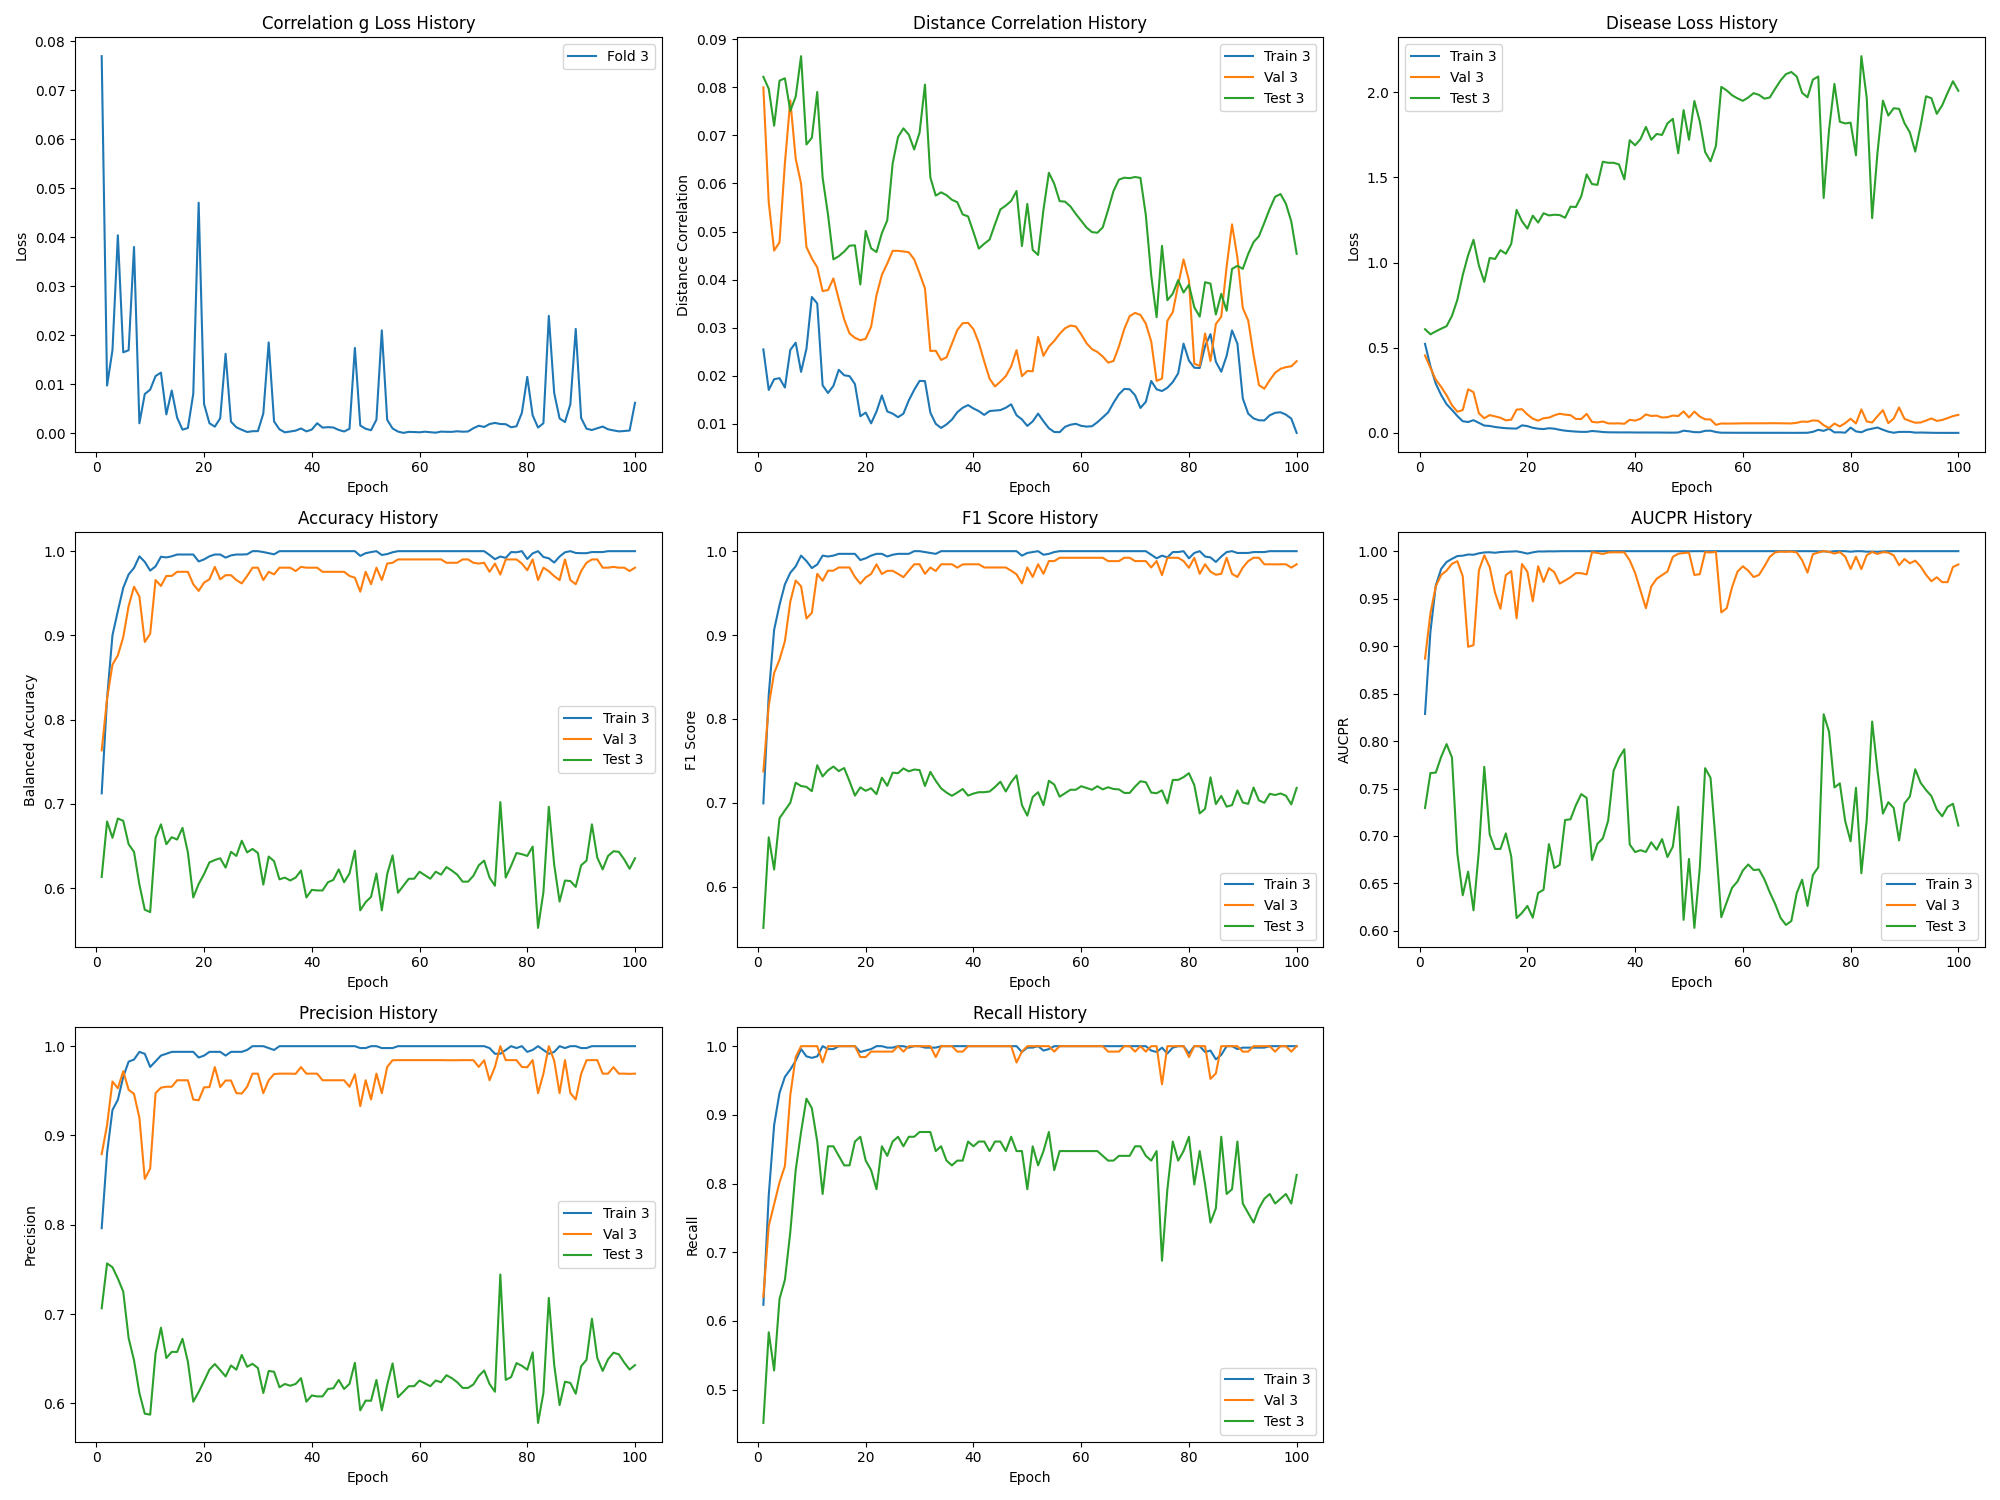 Correlation g Loss History
Loss
0.08
0.07
0.06
0.05
0.04
0.03
0.02
0.01
0.00
0
20
40
60
80
100
Epoch
Fold 3
Distance Correlation History
Distance Correlation
0.09
0.08
0.07
0.06
0.05
0.04
0.03
0.02
0.01
0
20
40
60
80
100
Epoch
Train 3
Val 3
Test 3
Disease Loss History
Loss
2.0
1.5
1.0
0.5
0.0
0
20
40
60
80
100
Epoch
Train 3
Val 3
Test 3
Accuracy History
Balanced Accuracy
1.0
0.9
0.8
0.7
0.6
0
20
40
60
80
100
Epoch
Train 3
Val 3
Test 3
F1 Score History
F1 Score
1.0
0.9
0.8
0.7
0.6
0
20
40
60
80
100
Epoch
Train 3
Val 3
Test 3
AUCPR History
AUCPR
1.00
0.95
0.90
0.85
0.80
0.75
0.70
0.65
0.60
0
20
40
60
80
100
Epoch
Train 3
Val 3
Test 3
Precision History
Precision
1.0
0.9
0.8
0.7
0.6
0
20
40
60
80
100
Epoch
Train 3
Val 3
Test 3
Recall History
Recall
1.0
0.9
0.8
0.7
0.6
0.5
0
20
40
60
80
100
Epoch
Train 3
Val 3
Test 3